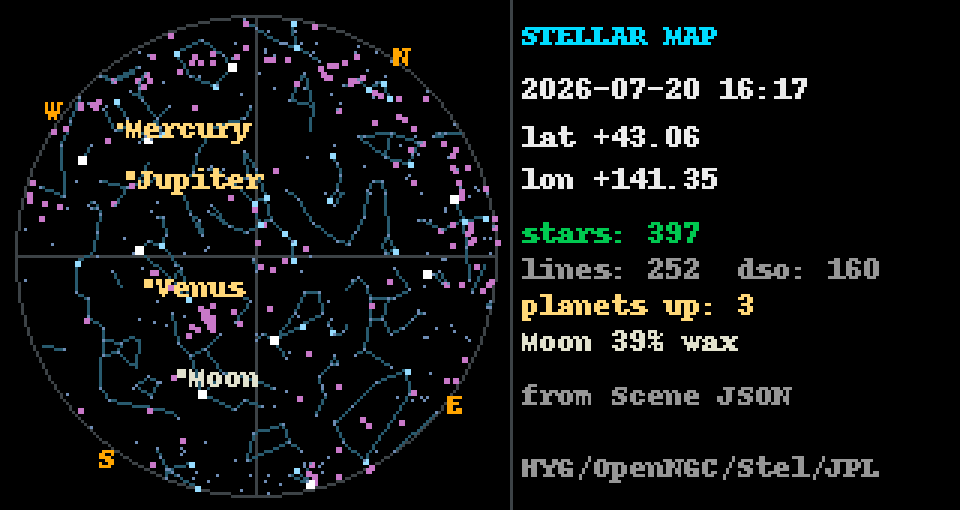 N
W
Mercury
Jupiter
Venus
Moon
E
S
STELLAR MAP
2026-07-20 16:17
lat +43.06
lon +141.35
stars: 397
lines: 252 dso: 160
planets up: 3
Moon 39% wax
from Scene JSON
HYG/OpenNGC/Stel/JPL